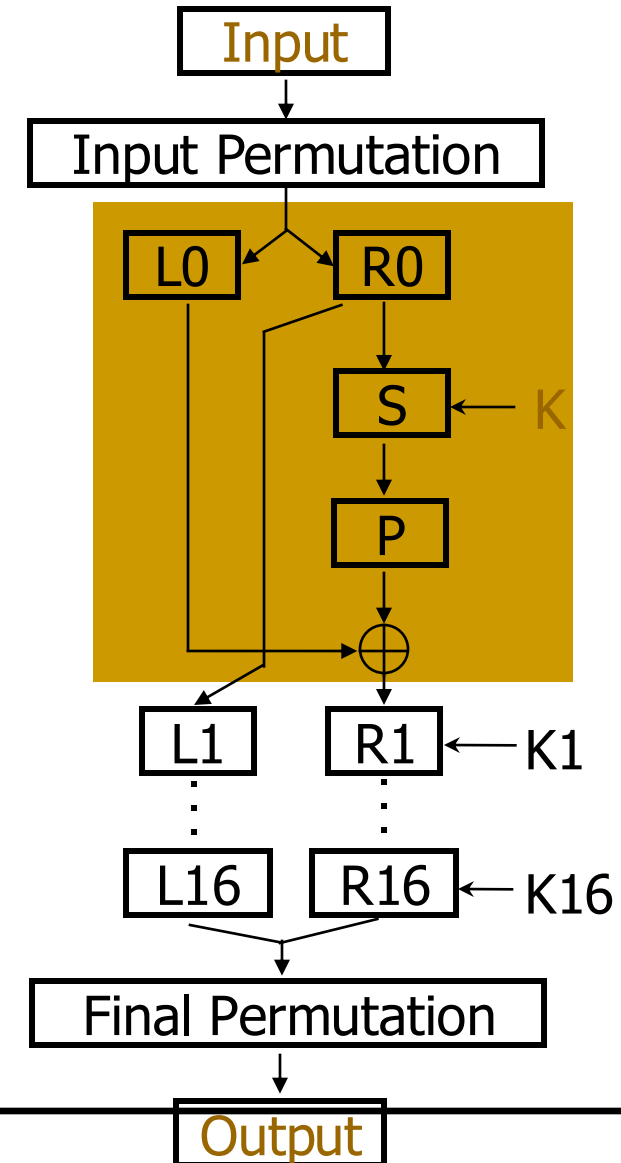 Input
Input Permutation
L0 R0
S K
P
L1 R1 K1
L16 R16 K16
Final Permutation
Output